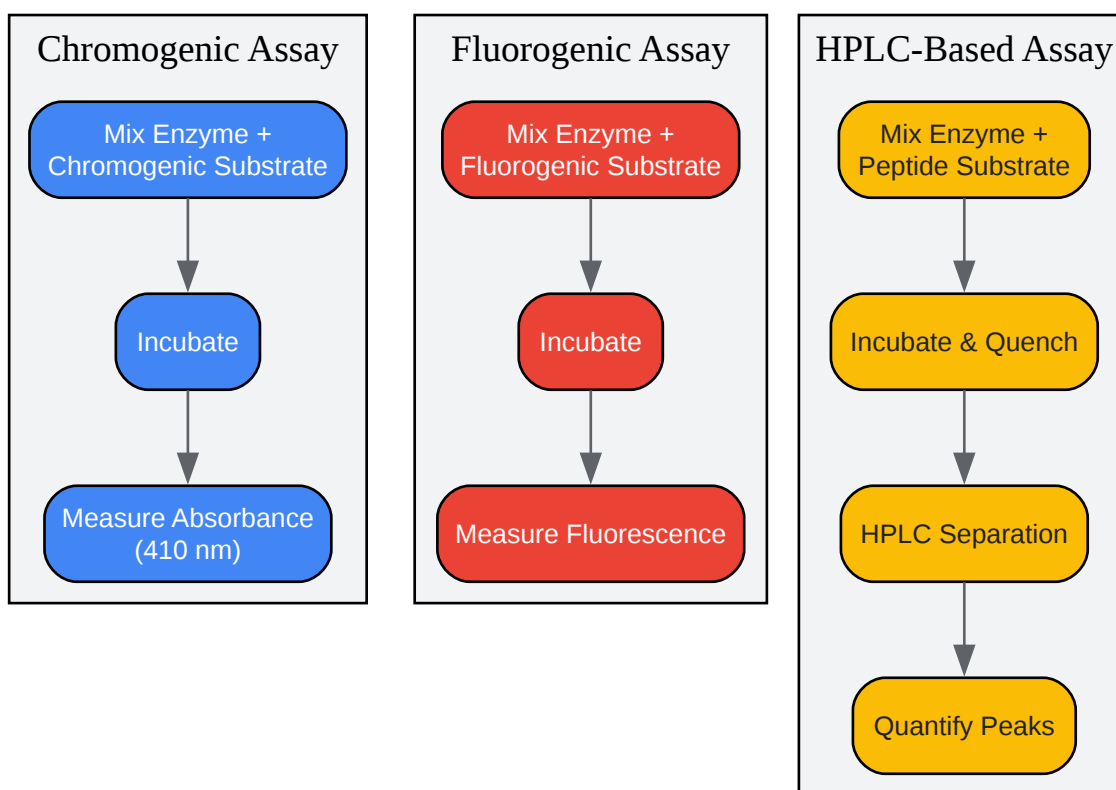 Chromogenic Assay
Mix Enzyme +
Chromogenic Substrate
Incubate
Measure Absorbance
(410 nm)
Fluorogenic Assay
Mix Enzyme +
Fluorogenic Substrate
Incubate
Measure Fluorescence
HPLC-Based Assay
Mix Enzyme +
Peptide Substrate
Incubate & Quench
HPLC Separation
Quantify Peaks